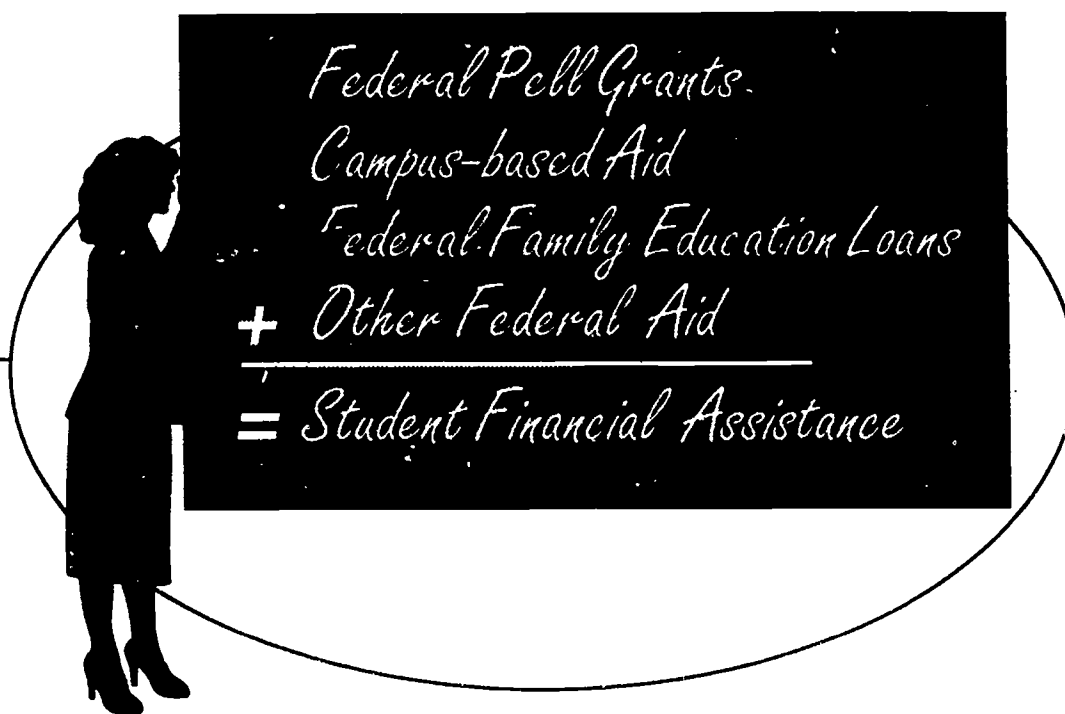 Federal Pell Grants
Campus-based Aid
Federal Family Education Loans
+ Other Federal Aid
= Student Financial Assistance